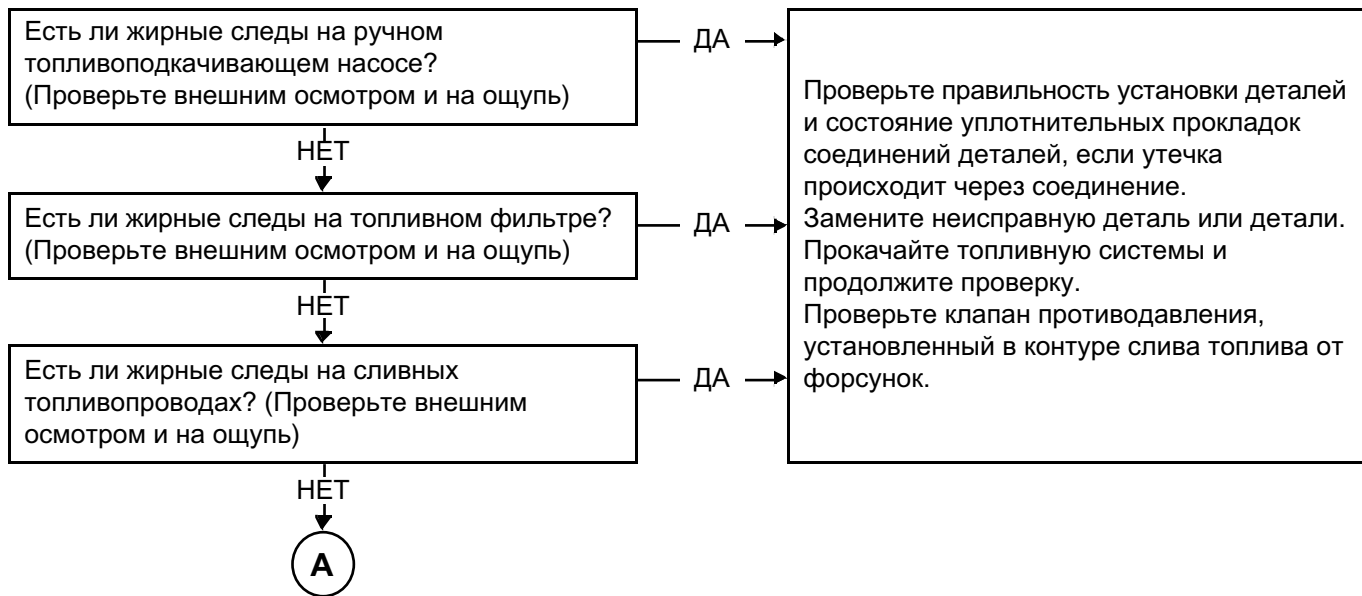 Есть ли жирные следы на ручном
топливоподкачивающем насосе?
(Проверьте внешним осмотром и на ощупь)
ДА
НЕТ
Есть ли жирные следы на топливном фильтре?
(Проверьте внешним осмотром и на ощупь)
ДА
НЕТ
Есть ли жирные следы на сливных
топливопроводах? (Проверьте внешним
осмотром и на ощупь)
ДА
НЕТ
А
Проверьте правильность установки деталей
и состояние уплотнительных прокладок
соединений деталей, если утечка
происходит через соединение.
Замените неисправную деталь или детали.
Прокачайте топливную системы и
продолжите проверку.
Проверьте клапан противодавления,
установленный в контуре слива топлива от
форсунок.